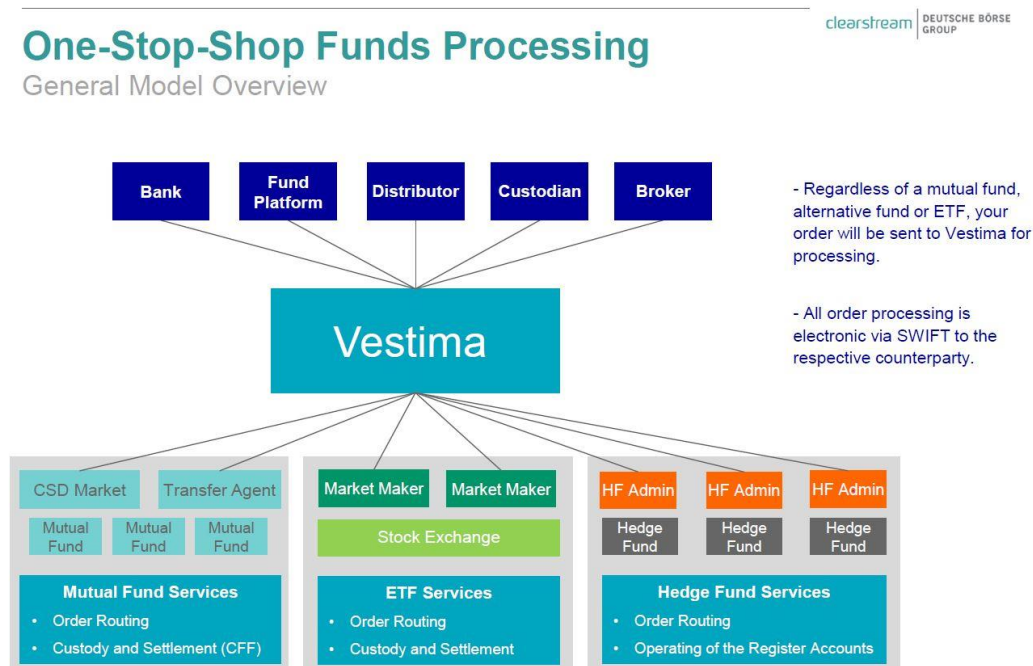 clearstream
DEUTSCHE BÖRSE
GROUP
One-Stop-Shop Funds Processing
General Model Overview
Bank
Fund
Platform
Distributor
Custodian
Broker
- Regardless of a mutual fund,
alternative fund or ETF, your
order will be sent to Vestima for
processing.
- All order processing is
electronic via SWIFT to the
respective counterparty.
Vestima
CSD Market
Transfer Agent
Mutual
Fund
Mutual
Fund
Mutual
Fund
Mutual Fund Services
• Order Routing
• Custody and Settlement (CFF)
Market Maker
Market Maker
Stock Exchange
ETF Services
• Order Routing
• Custody and Settlement
HF Admin
HF Admin
HF Admin
Hedge
Fund
Hedge
Fund
Hedge
Fund
Hedge Fund Services
• Order Routing
• Operating of the Register Accounts